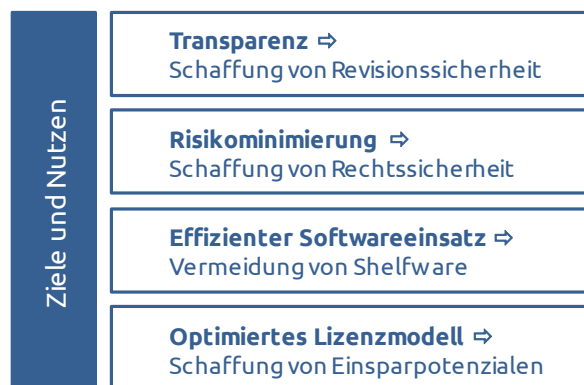 Ziele und Nutzen
Transparenz ⇨
Schaffung von Revisionssicherheit
Risikominimierung ⇨
Schaffung von Rechtssicherheit
Effizienter Softwareeinsatz ⇨
Vermeidung von Shelfware
Optimiertes Lizenzmodell ⇨
Schaffung von Einsparpotenzialen